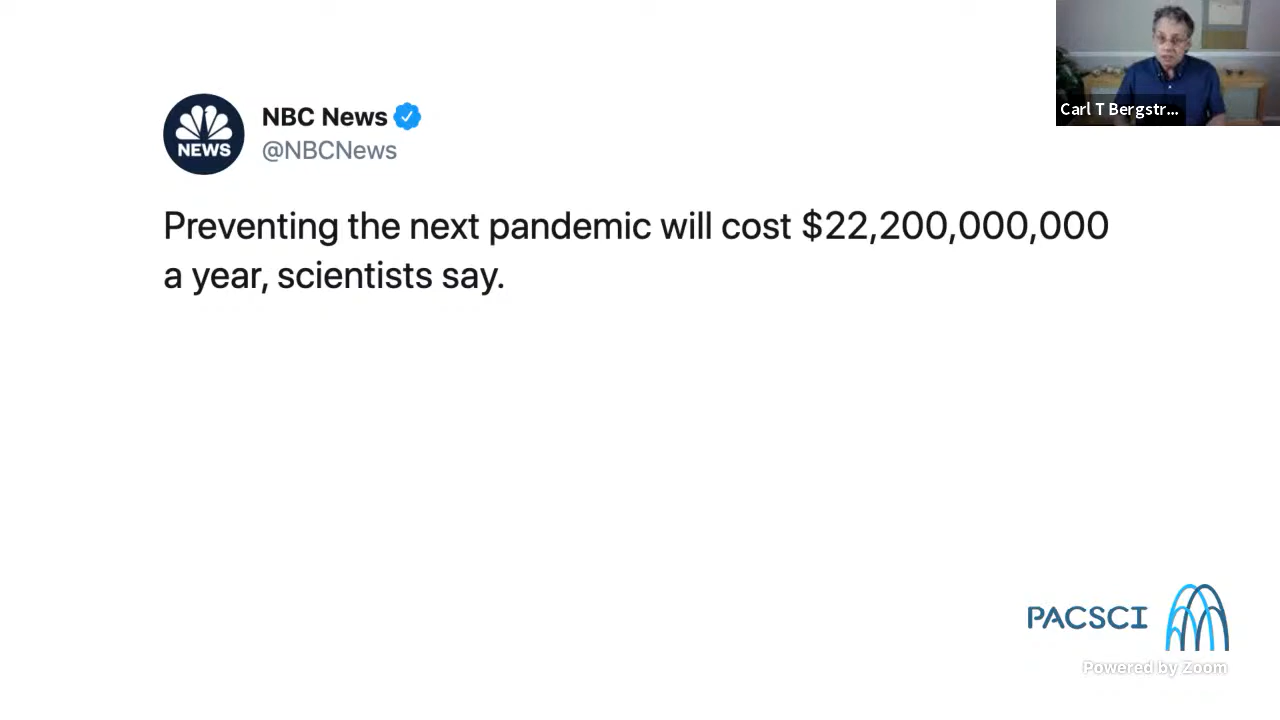 Carl T Bergstr...
NBC News
@NBCNews
NEWS
Preventing the next pandemic will cost $22,200,000,000
a year, scientists say.
PACSCI
Powered by Zoom